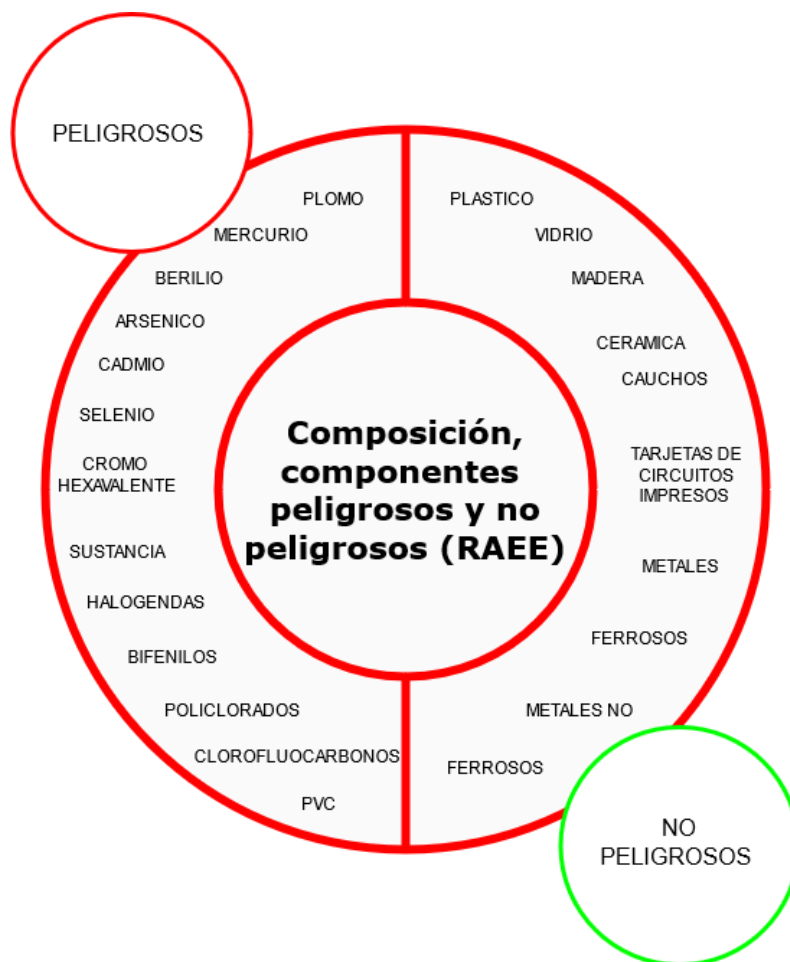 PELIGROSOS
PLOMO
MERCURIO
BERILIO
ARSENICO
CADMIO
SELENIO
CROMO
HEXAVALENTE
SUSTANCIA
HALOGENDAS
BIFENILOS
POLICLORADOS
CLOROFLUOCARBONOS
PVC
Composición,
componentes
peligrosos y no
peligrosos (RAEE)
PLASTICO
VIDRIO
MADERA
CERAMICA
CAUCHOS
TARJETAS DE
CIRCUITOS
IMPRESOS
METALES
FERROSOS
METALES NO
FERROSOS
NO
PELIGROSOS